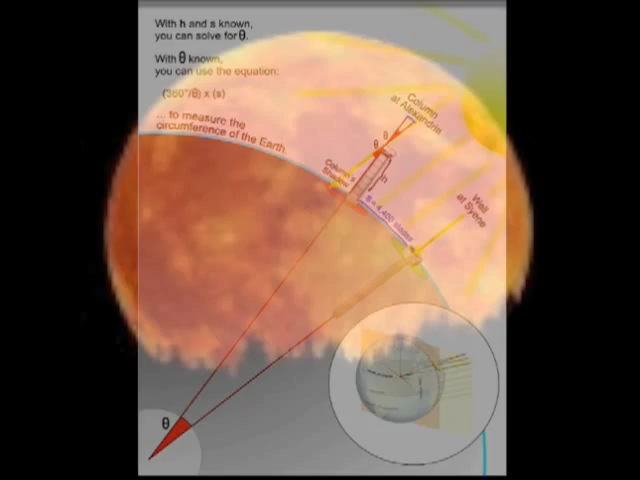 With h and s known,
you can solve for θ.
With θ known,
you can use the equation:
(360°/θ) x (s)
... to measure the
circumference of the Earth.
Column
at Alexandria
θ
θ
Column's
Shadow
h
Well
at Syene
θ